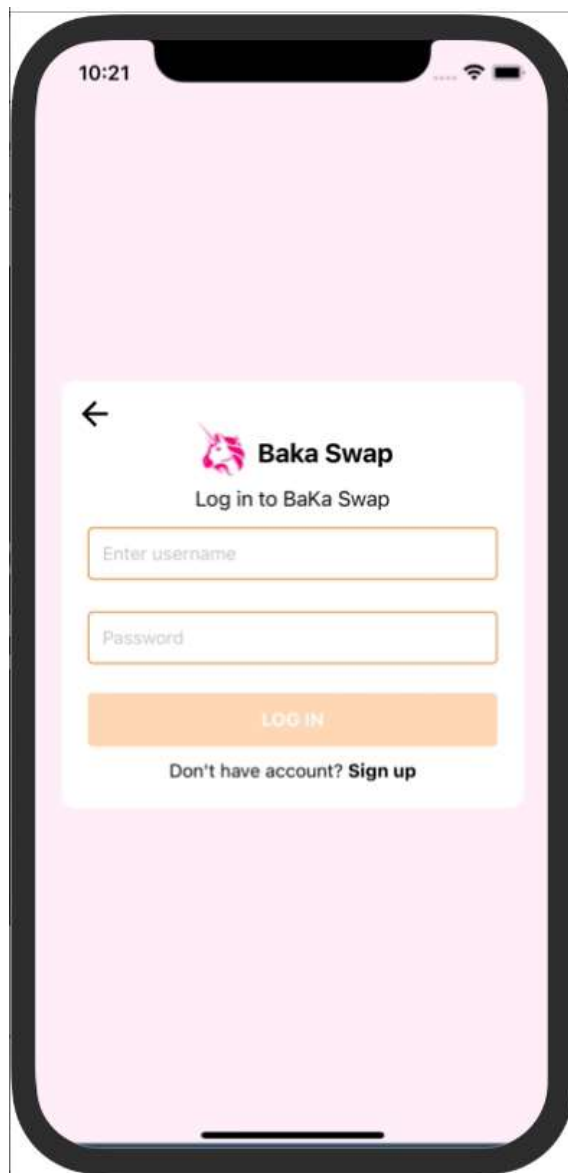 10:21
Baka Swap
Log in to BaKa Swap
Enter username
Password
LOG IN
Don't have account? Sign up